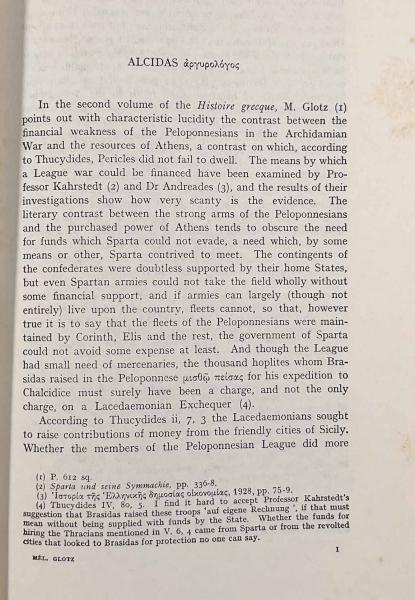 ALCIDAS ἀργυρολόγος
In the second volume of the Histoire grecque, M. Glotz (1)
points out with characteristic lucidity the contrast between the
financial weakness of the Peloponnesians in the Archidamian
War and the resources of Athens, a contrast on which, according
to Thucydides, Pericles did not fail to dwell. The means by which
a League war could be financed have been examined by Pro-
fessor Kahrstedt (2) and Dr Andreades (3), and the results of their
investigations show how very scanty is the evidence. The
literary contrast between the strong arms of the Peloponnesians
and the purchased power of Athens tends to obscure the need
for funds which Sparta could not evade, a need which, by some
means or other, Sparta contrived to meet. The contingents of
the confederates were doubtless supported by their home States,
but even Spartan armies could not take the field wholly without
some financial support, and if armies can largely (though not
entirely) live upon the country, fleets cannot, so that, however
true it is to say that the fleets of the Peloponnesians were main-
tained by Corinth, Elis and the rest, the government of Sparta
could not avoid some expense at least. And though the League
had small need of mercenaries, the thousand hoplites whom Bra-
sidas raised in the Peloponnese μισθῷ πείσας for his expedition to
Chalcidice must surely have been a charge, and not the only
charge, on a Lacedaemonian Exchequer (4).
According to Thucydides ii, 7, 3 the Lacedaemonians sought
to raise contributions of money from the friendly cities of Sicily.
Whether the members of the Peloponnesian League did more
(1) P. 612 sq.
(2) Sparta und seine Symmachie, pp. 336-8.
(3) Ἱστορία τῆς Ἑλληνικῆς δημοσίας οἰκονομίας, 1928, pp. 75-9.
(4) Thucydides IV, 80, 5. I find it hard to accept Professor Kahrstedt's
suggestion that Brasidas raised these troops 'auf eigene Rechnung', if that must
mean without being supplied with funds by the State. Whether the funds for
hiring the Thracians mentioned in V, 6, 4 came from Sparta or from the revolted
cities that looked to Brasidas for protection no one can say.
1
MÉL. GLOTZ